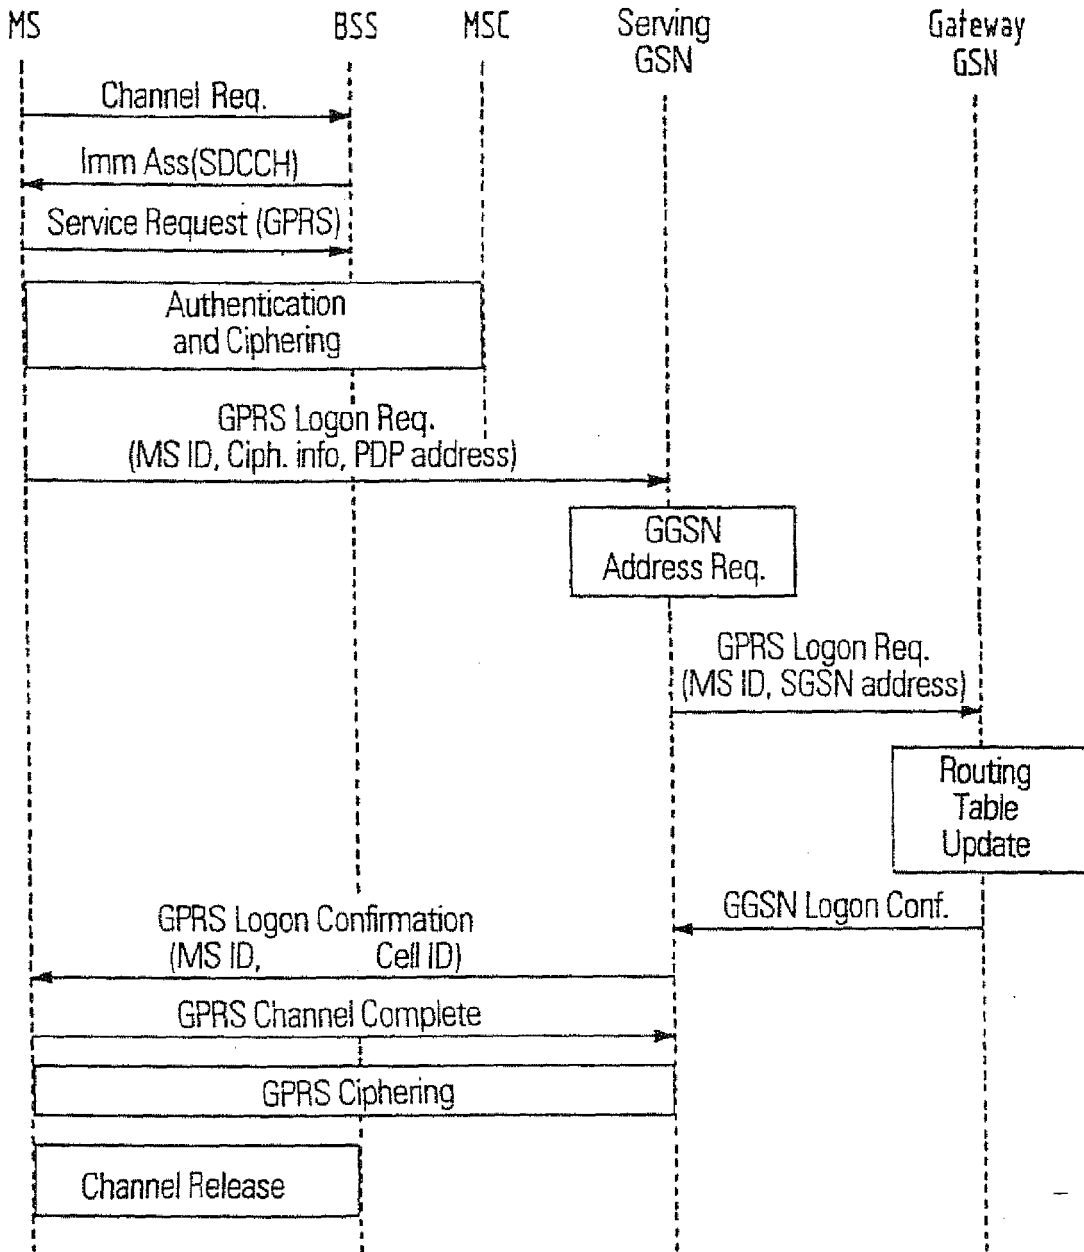 MS BSS MSC Serving GSN Gateway GSN
Channel Req.
Imm Ass(SDCCH)
Service Request (GPRS)
Authentication
and Ciphering
GPRS Logon Req.
(MS ID, Ciph. info, PDP address)
GGSN
Address Req.
GPRS Logon Req.
(MS ID, SGSN address)
Routing
Table
Update
GGSN Logon Conf.
GPRS Logon Confirmation
(MS ID, Cell ID)
GPRS Channel Complete
GPRS Ciphering
Channel Release